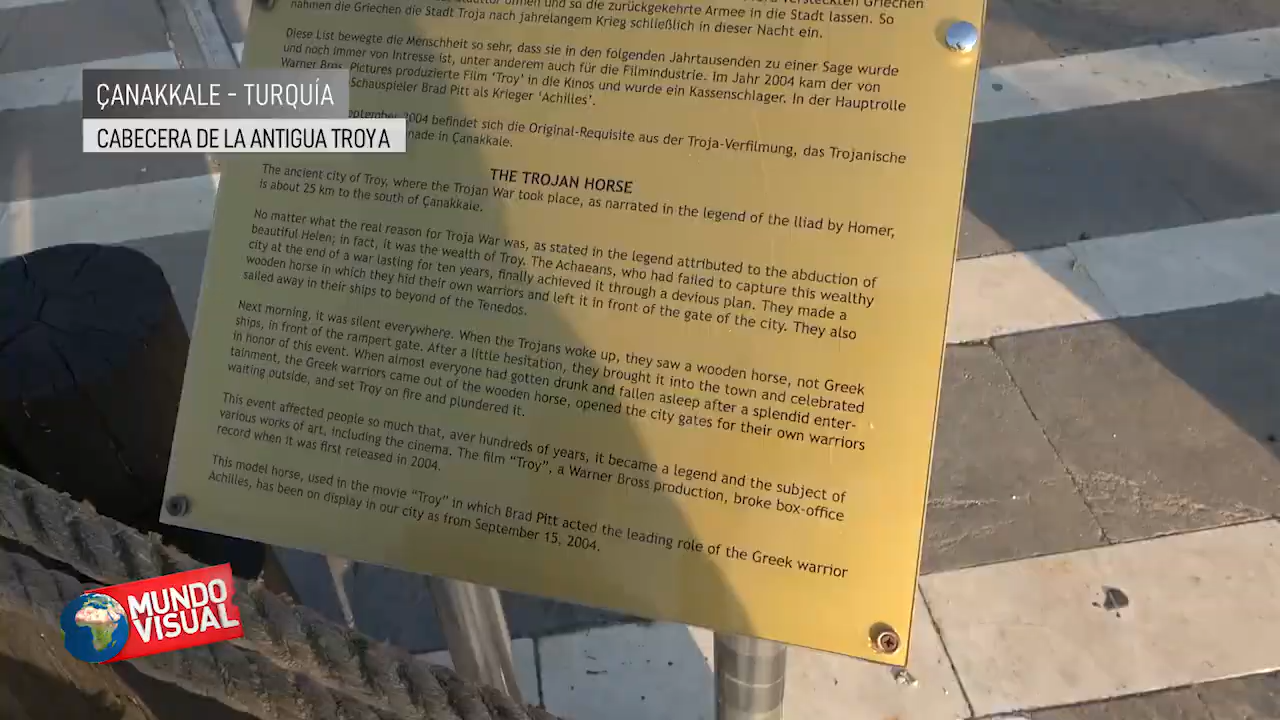 versteckten Griechen
öffnen und so die zurückgekehrte Armee in die Stadt lassen. So
nahmen die Griechen die Stadt Troja nach jahrelangem Krieg schließlich in dieser Nacht ein.
Diese List bewegte die Menschheit so sehr, dass sie in den folgenden Jahrtausenden zu einer Sage wurde
und noch immer von Intresse ist, unter anderem auch für die Filmindustrie. Im Jahr 2004 kam der von
Warner Bros. Pictures produzierte Film 'Troy' in die Kinos und wurde ein Kassenschlager. In der Hauptrolle
Schauspieler Brad Pitt als Krieger 'Achilles'.
2004 befindet sich die Original-Requisite aus der Troja-Verfilmung, das Trojanische
in Çanakkale.
ÇANAKKALE - TURQUÍA
CABECERA DE LA ANTIGUA TROYA
THE TROJAN HORSE
The ancient city of Troy, where the Trojan War took place, as narrated in the legend of the Iliad by Homer,
is about 25 km to the south of Çanakkale.
No matter what the real reason for Troja War was, as stated in the legend attributed to the abduction of
beautiful Helen; in fact, it was the wealth of Troy. The Achaeans, who had failed to capture this wealthy
city at the end of a war lasting for ten years, finally achieved it through a devious plan. They made a
wooden horse in which they hid their own warriors and left it in front of the gate of the city. They also
sailed away in their ships to beyond of the Tenedos.
Next morning, it was silent everywhere. When the Trojans woke up, they saw a wooden horse, not Greek
ships, in front of the rampert gate. After a little hesitation, they brought it into the town and celebrated
in honor of this event. When almost everyone had gotten drunk and fallen asleep after a splendid enter-
tainment, the Greek warriors came out of the wooden horse, opened the city gates for their own warriors
waiting outside, and set Troy on fire and plundered it.
This event affected people so much that, aver hundreds of years, it became a legend and the subject of
various works of art, including the cinema. The film "Troy", a Warner Bross production, broke box-office
record when it was first released in 2004.
This model horse, used in the movie "Troy" in which Brad Pitt acted the leading role of the Greek warrior
Achilles, has been on display in our city as from September 15, 2004.
MUNDO
VISUAL